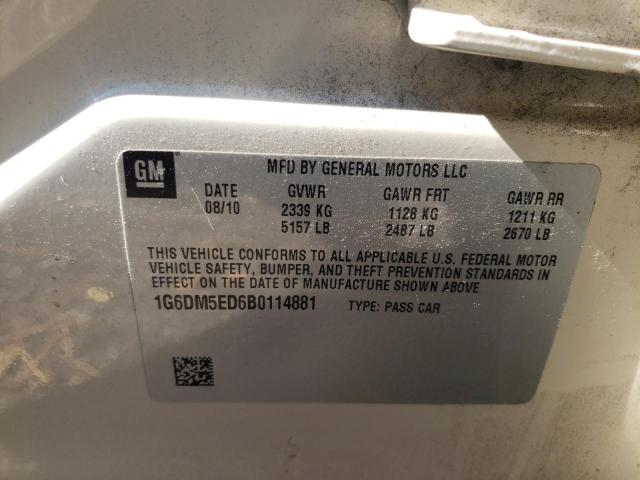 GM
MFD BY GENERAL MOTORS LLC
DATE GVWR GAWR FRT GAWR RR
08/10 2339 KG 1128 KG 1211 KG
5157 LB 2487 LB 2670 LB
THIS VEHICLE CONFORMS TO ALL APPLICABLE U.S. FEDERAL MOTOR
VEHICLE SAFETY, BUMPER, AND THEFT PREVENTION STANDARDS IN
EFFECT ON THE DATE OF MANUFACTURE SHOWN ABOVE.
1G6DM5ED6B0114881 TYPE: PASS CAR